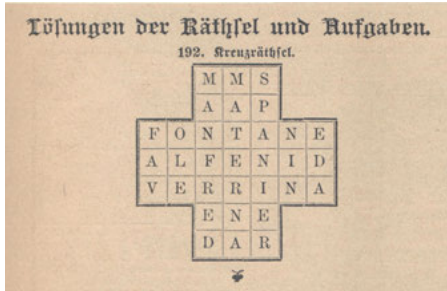 Lösungen der Räthsel und Aufgaben.
192. Kreuzräthsel.
M M S
A A P
F O N T A N E
A L F E N I D
V E R R I N A
E N E
D A R